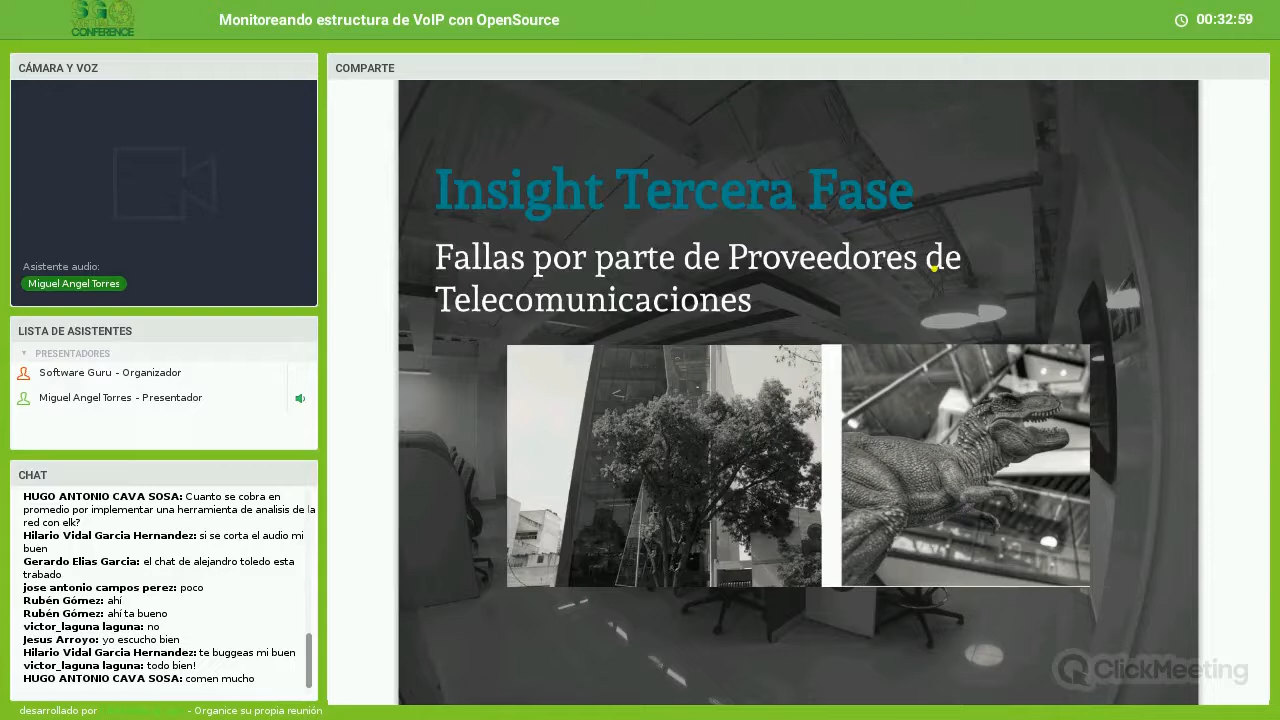 SG
VIRTUAL
CONFERENCE
Monitoreando estructura de VoIP con OpenSource
00:32:59
CÁMARA Y VOZ
Asistente audio:
Miguel Angel Torres
LISTA DE ASISTENTES
PRESENTADORES
Software Guru - Organizador
Miguel Angel Torres - Presentador
CHAT
HUGO ANTONIO CAVA SOSA: Cuanto se cobra en
promedio por implementar una herramienta de analisis de la
red con elk?
Hilario Vidal Garcia Hernandez: si se corta el audio mi
buen
Gerardo Elias Garcia: el chat de alejandro toledo esta
trabado
jose antonio campos perez: poco
Rubén Gómez: ahí
Rubén Gómez: ahí ta bueno
victor_laguna laguna: no
Jesus Arroyo: yo escucho bien
Hilario Vidal Garcia Hernandez: te buggeas mi buen
victor_laguna laguna: todo bien!
HUGO ANTONIO CAVA SOSA: comen mucho
desarrollado por - Organice su propia reunión
COMPARTE
Insight Tercera Fase
Fallas por parte de Proveedores de
Telecomunicaciones
ClickMeeting